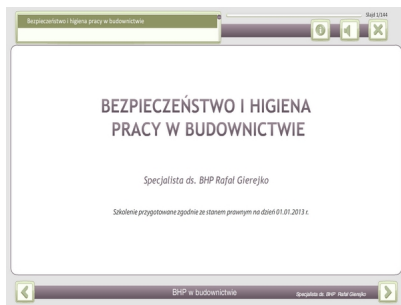 Bezpieczeństwo i higiena pracy w budownictwie
Slajd 1/144
BEZPIECZEŃSTWO I HIGIENA
PRACY W BUDOWNICTWIE
Specjalista ds. BHP Rafał Gierejko
Szkolenie przygotowane zgodnie ze stanem prawnym na dzień 01.01.2013 r.
BHP w budownictwie
Specjalista ds. BHP Rafał Gierejko